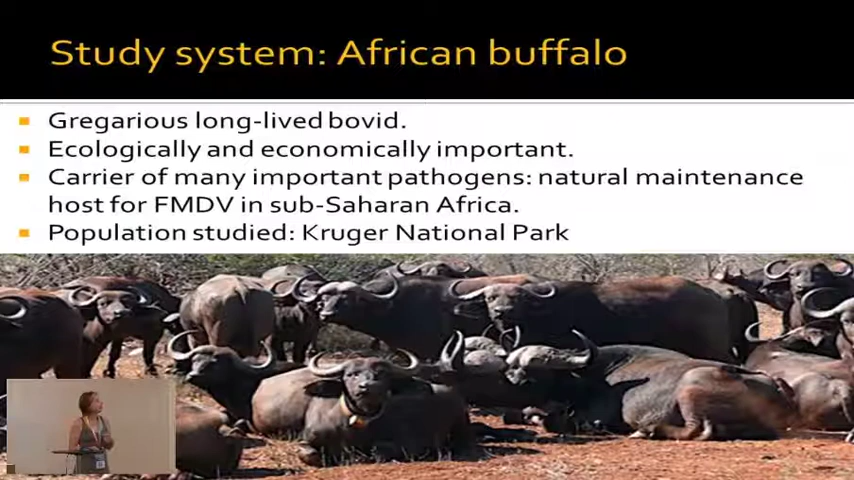 Study system: African buffalo
Gregarious long-lived bovid.
Ecologically and economically important.
Carrier of many important pathogens: natural maintenance
host for FMDV in sub-Saharan Africa.
Population studied: Kruger National Park